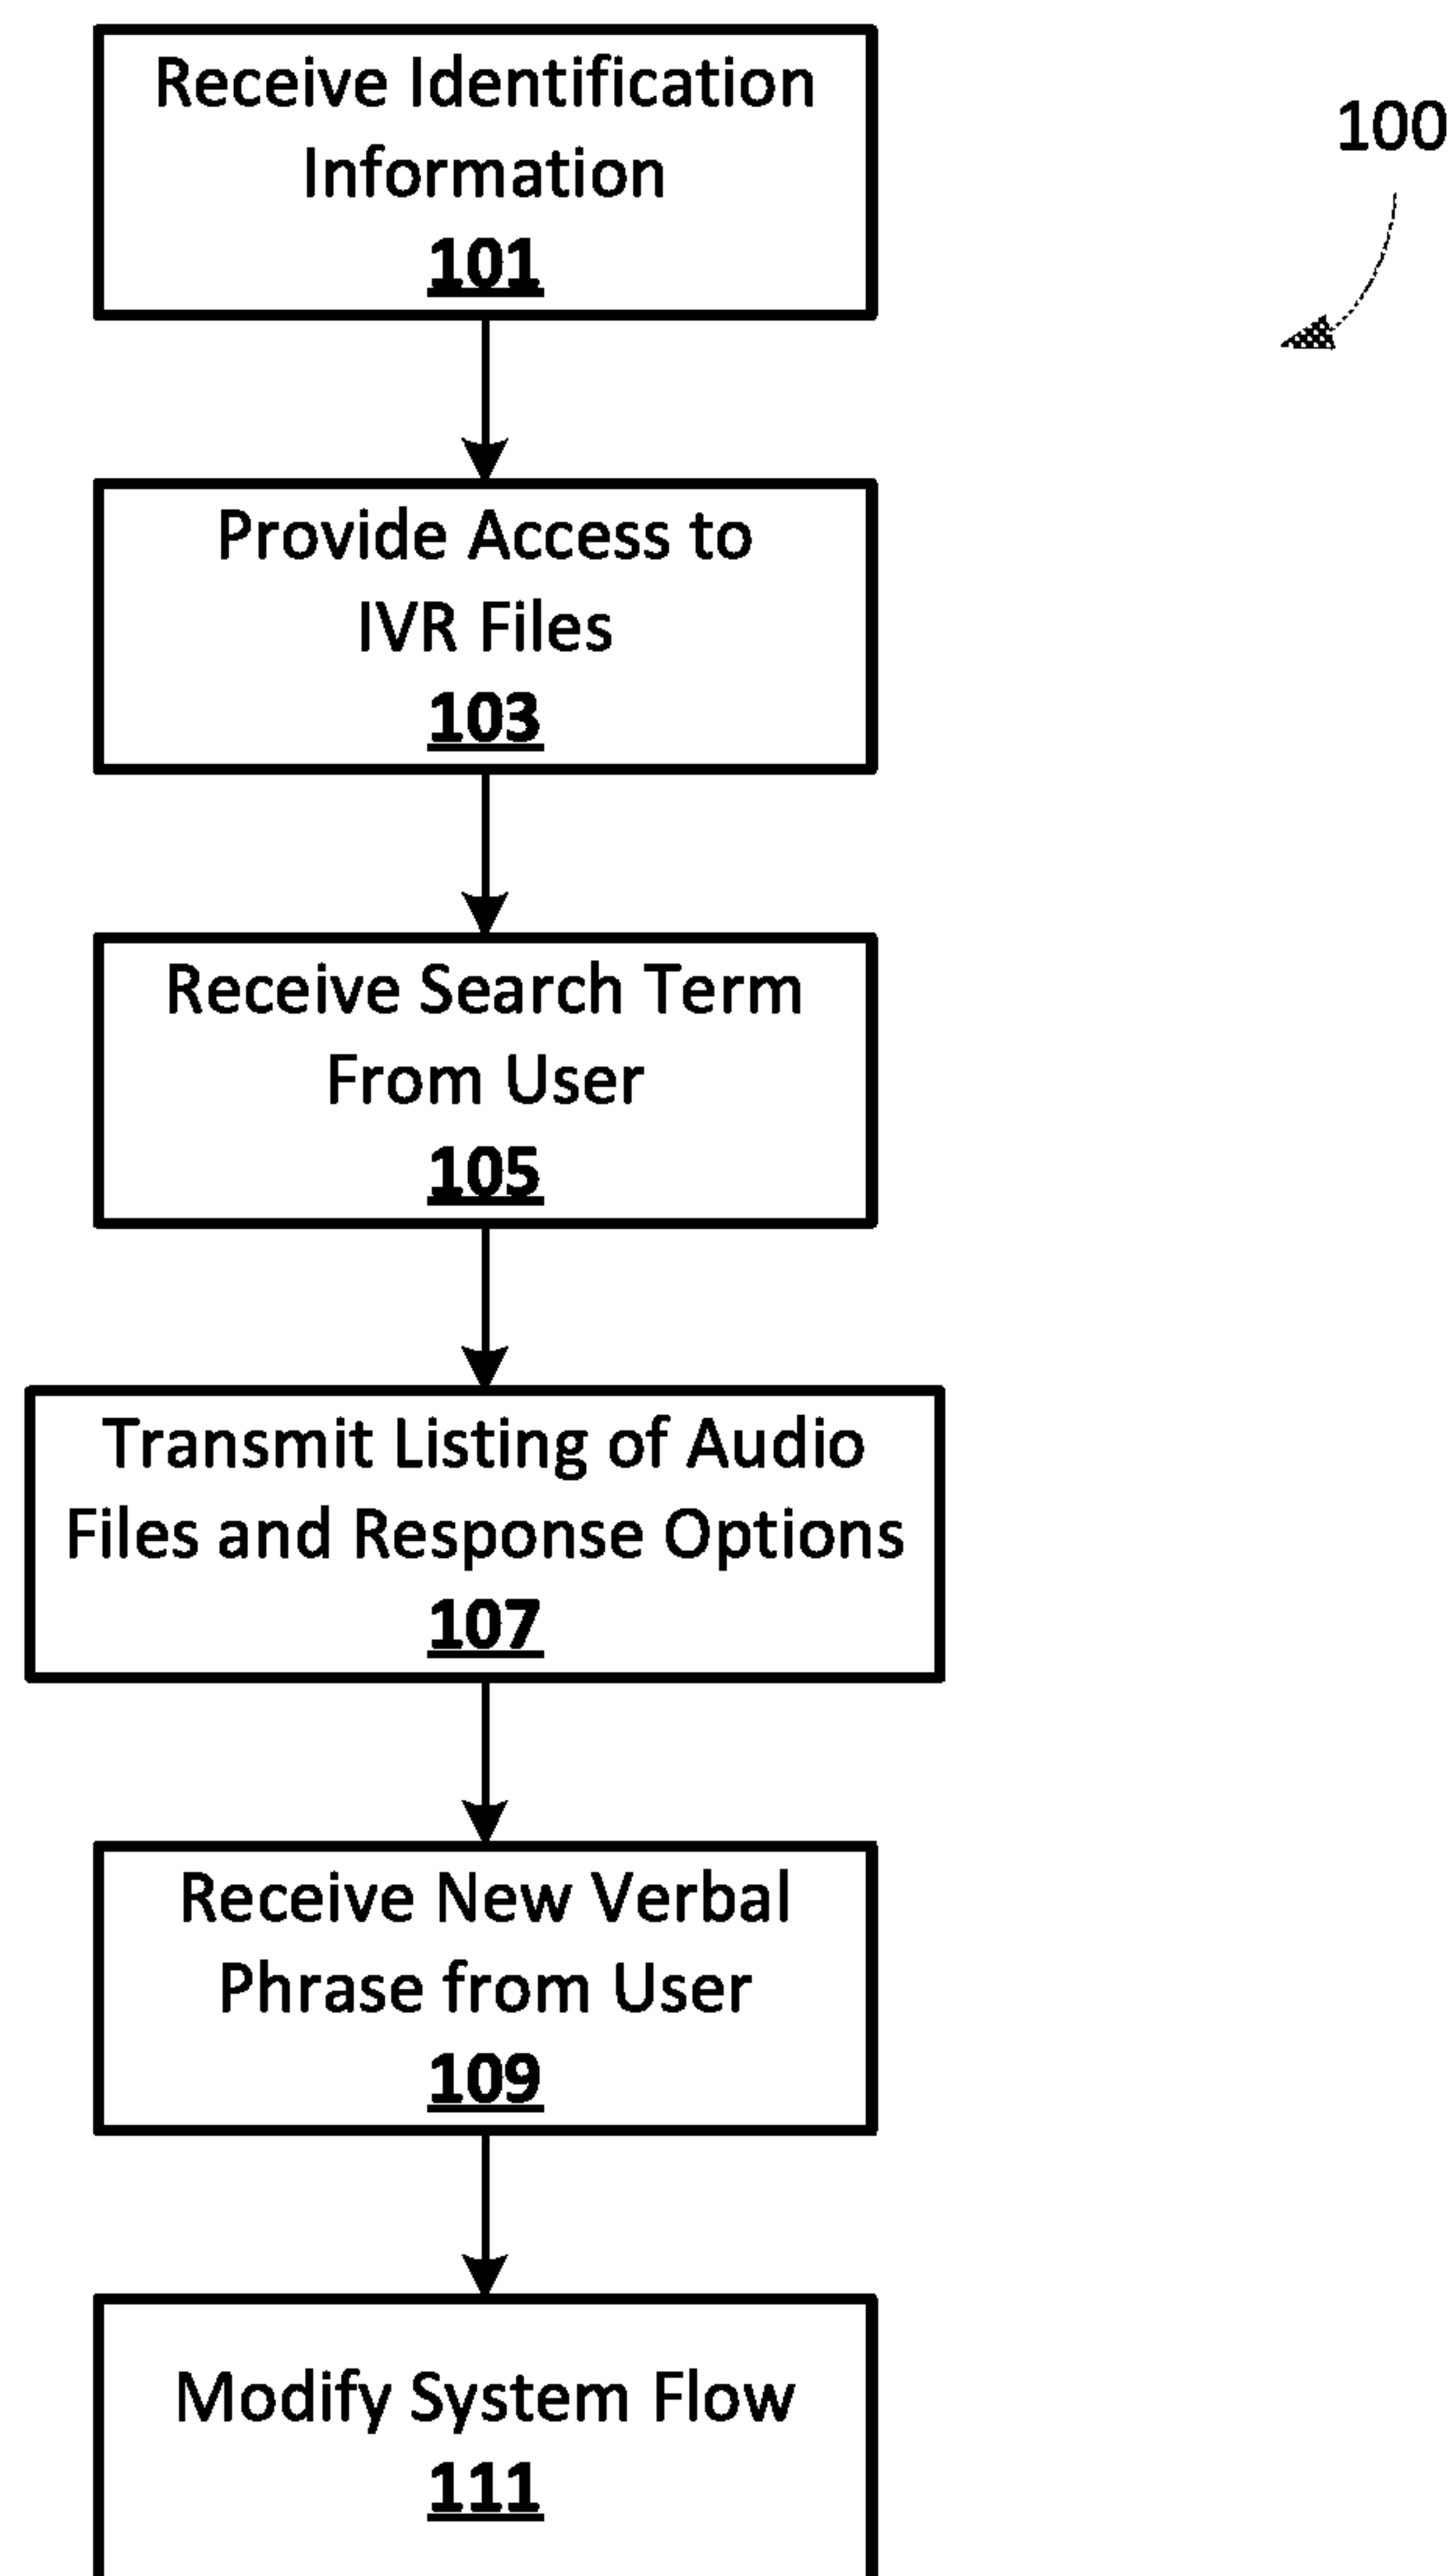 Receive Identification
Information
101
100
Provide Access to
IVR Files
103
Receive Search Term
From User
105
Transmit Listing of Audio
Files and Response Options
107
Receive New Verbal
Phrase from User
109
Modify System Flow
111